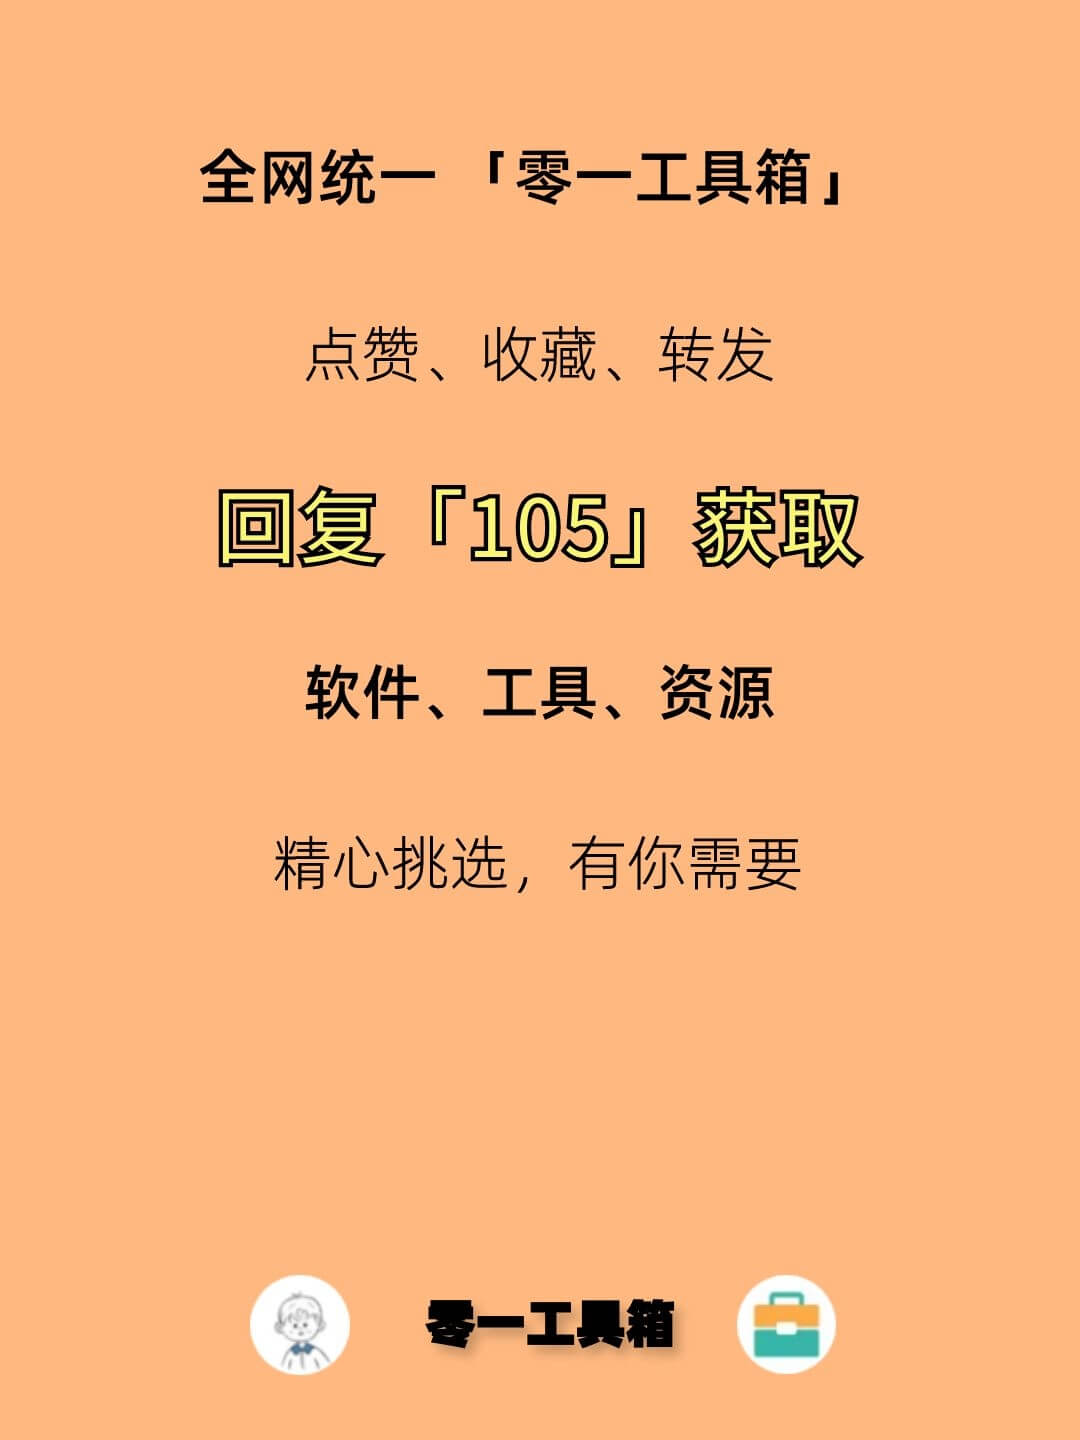 全网统一「零一工具箱」
点赞、收藏、转发
回复「105」获取
软件、工具、资源
精心挑选，有你需要
零一工具箱